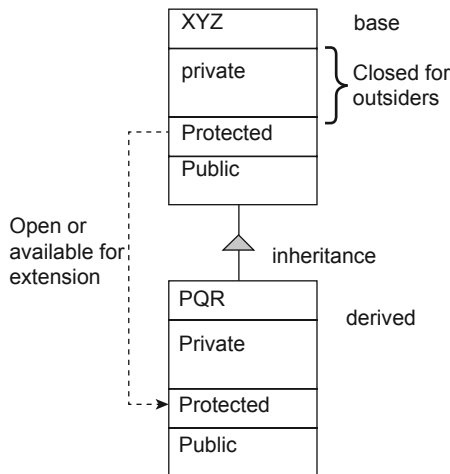 XYZ
base
private
Closed for
outsiders
Protected
Public
Open or
available for
extension
inheritance
PQR
derived
Private
Protected
Public